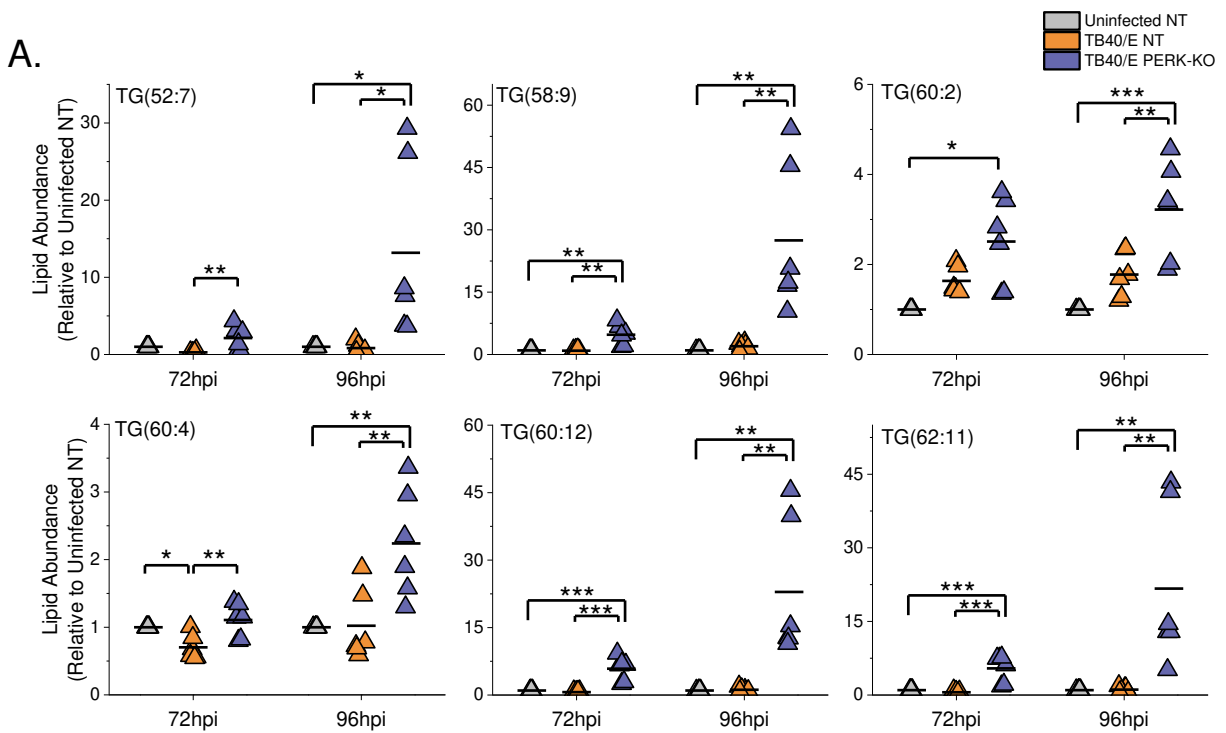 A.
Uninfected NT
TB40/E NT
TB40/E PERK-KO
Lipid Abundance
(Relative to Uninfected NT)
TG(52:7)
30
20
10
0
**
*
*
72hpi
96hpi
TG(58:9)
60
45
30
15
0
**
**
**
**
72hpi
96hpi
TG(60:2)
6
4
2
0
*
***
**
72hpi
96hpi
Lipid Abundance
(Relative to Uninfected NT)
TG(60:4)
4
3
2
1
0
*
**
**
**
72hpi
96hpi
TG(60:12)
60
45
30
15
0
***
***
**
**
72hpi
96hpi
TG(62:11)
45
30
15
0
***
***
**
**
72hpi
96hpi